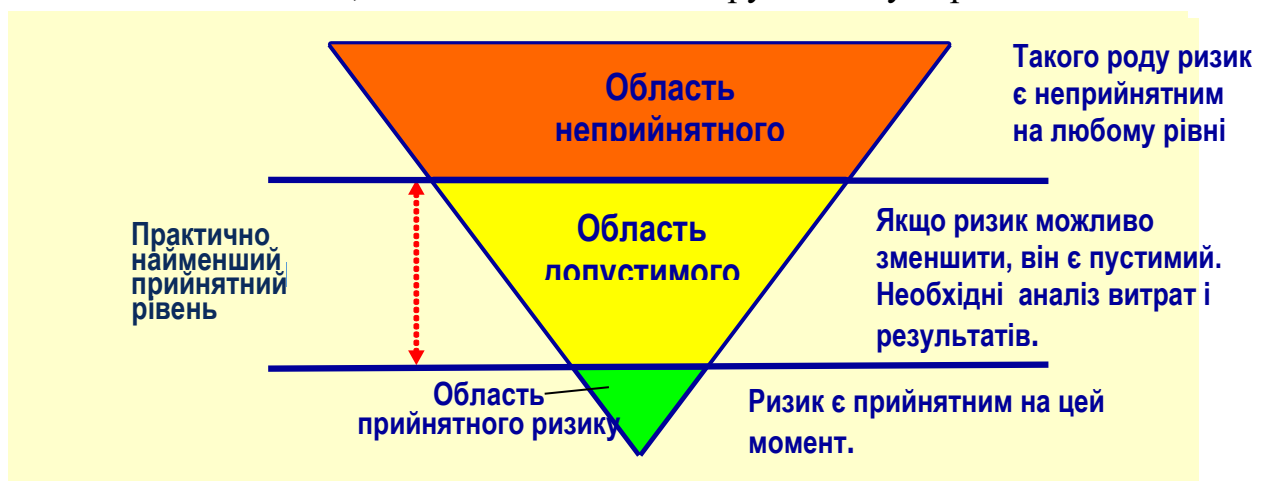 Область
неприйнятного
Такого роду ризик
є неприйнятним
на любому рівні
Практично
найменший
прийнятний
рівень
Область
допустимого
Якщо ризик можливо
зменшити, він є пустимий.
Необхідні аналіз витрат і
результатів.
Область
прийнятного ризику
Ризик є прийнятним на цей
момент.